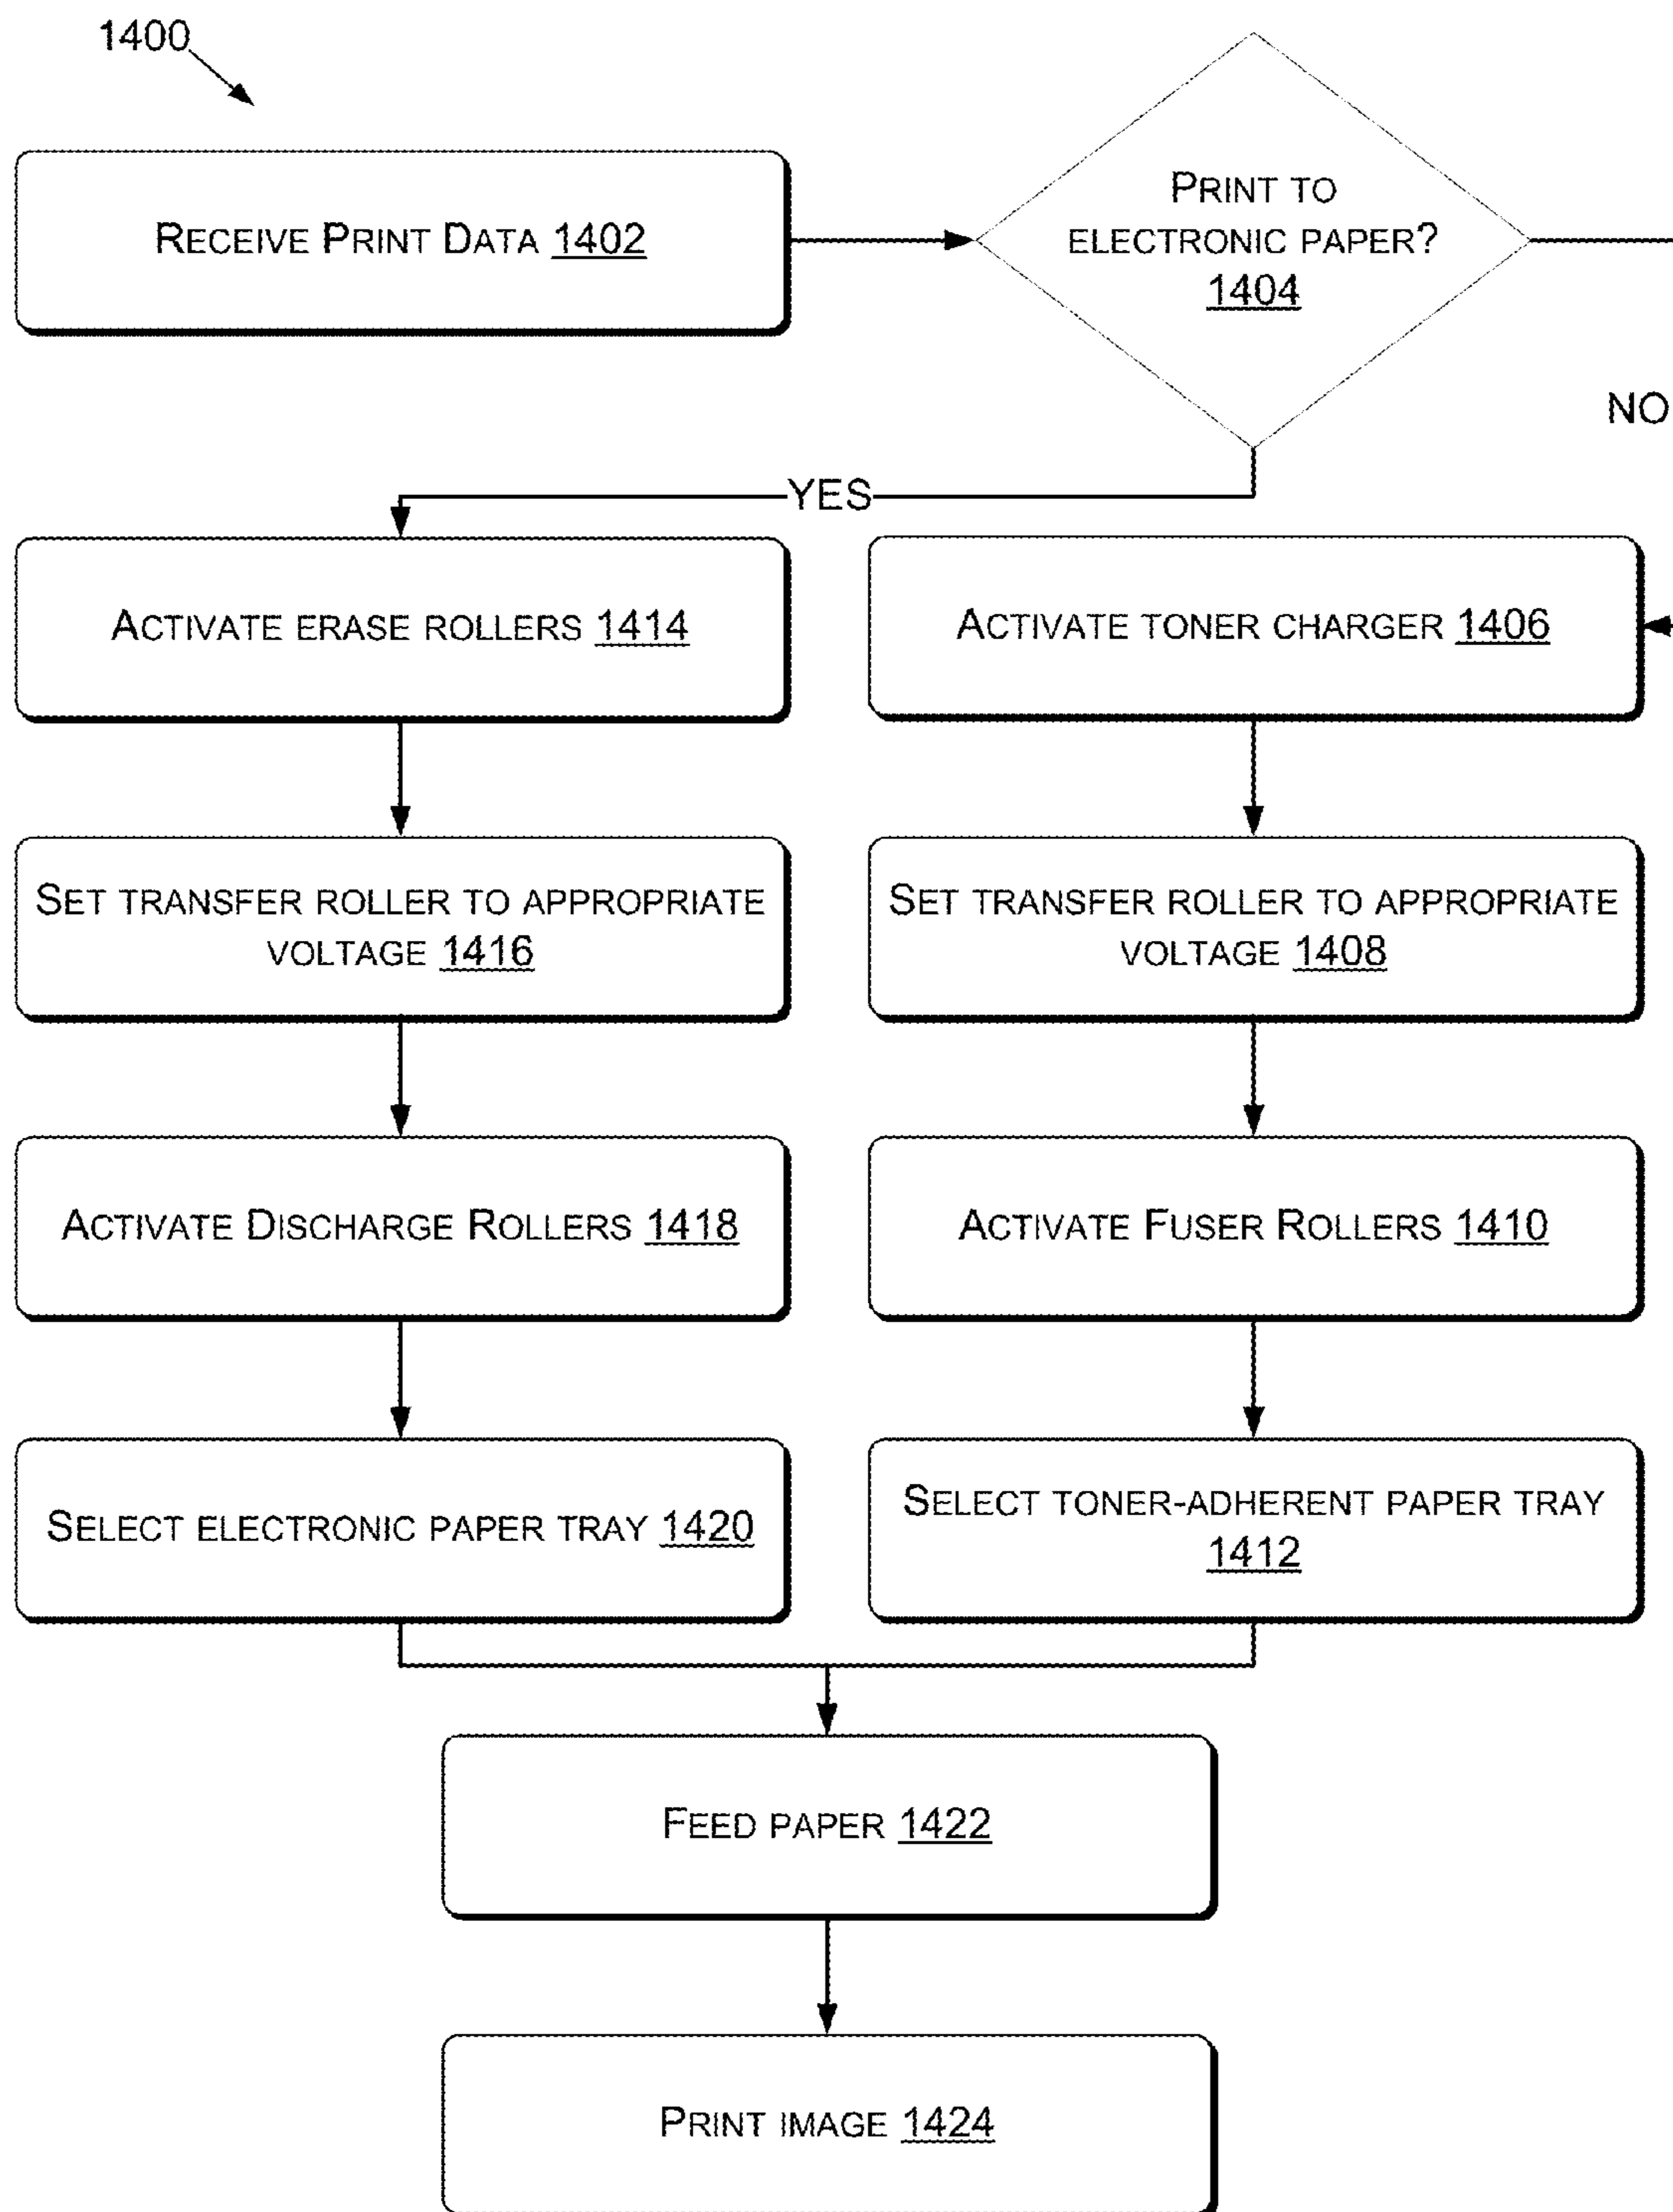 1400
RECEIVE PRINT DATA 1402
PRINT TO
ELECTRONIC PAPER?
1404
NO
YES
ACTIVATE ERASE ROLLERS 1414
ACTIVATE TONER CHARGER 1406
SET TRANSFER ROLLER TO APPROPRIATE
VOLTAGE 1416
SET TRANSFER ROLLER TO APPROPRIATE
VOLTAGE 1408
ACTIVATE DISCHARGE ROLLERS 1418
ACTIVATE FUSER ROLLERS 1410
SELECT ELECTRONIC PAPER TRAY 1420
SELECT TONER-ADHERENT PAPER TRAY
1412
FEED PAPER 1422
PRINT IMAGE 1424